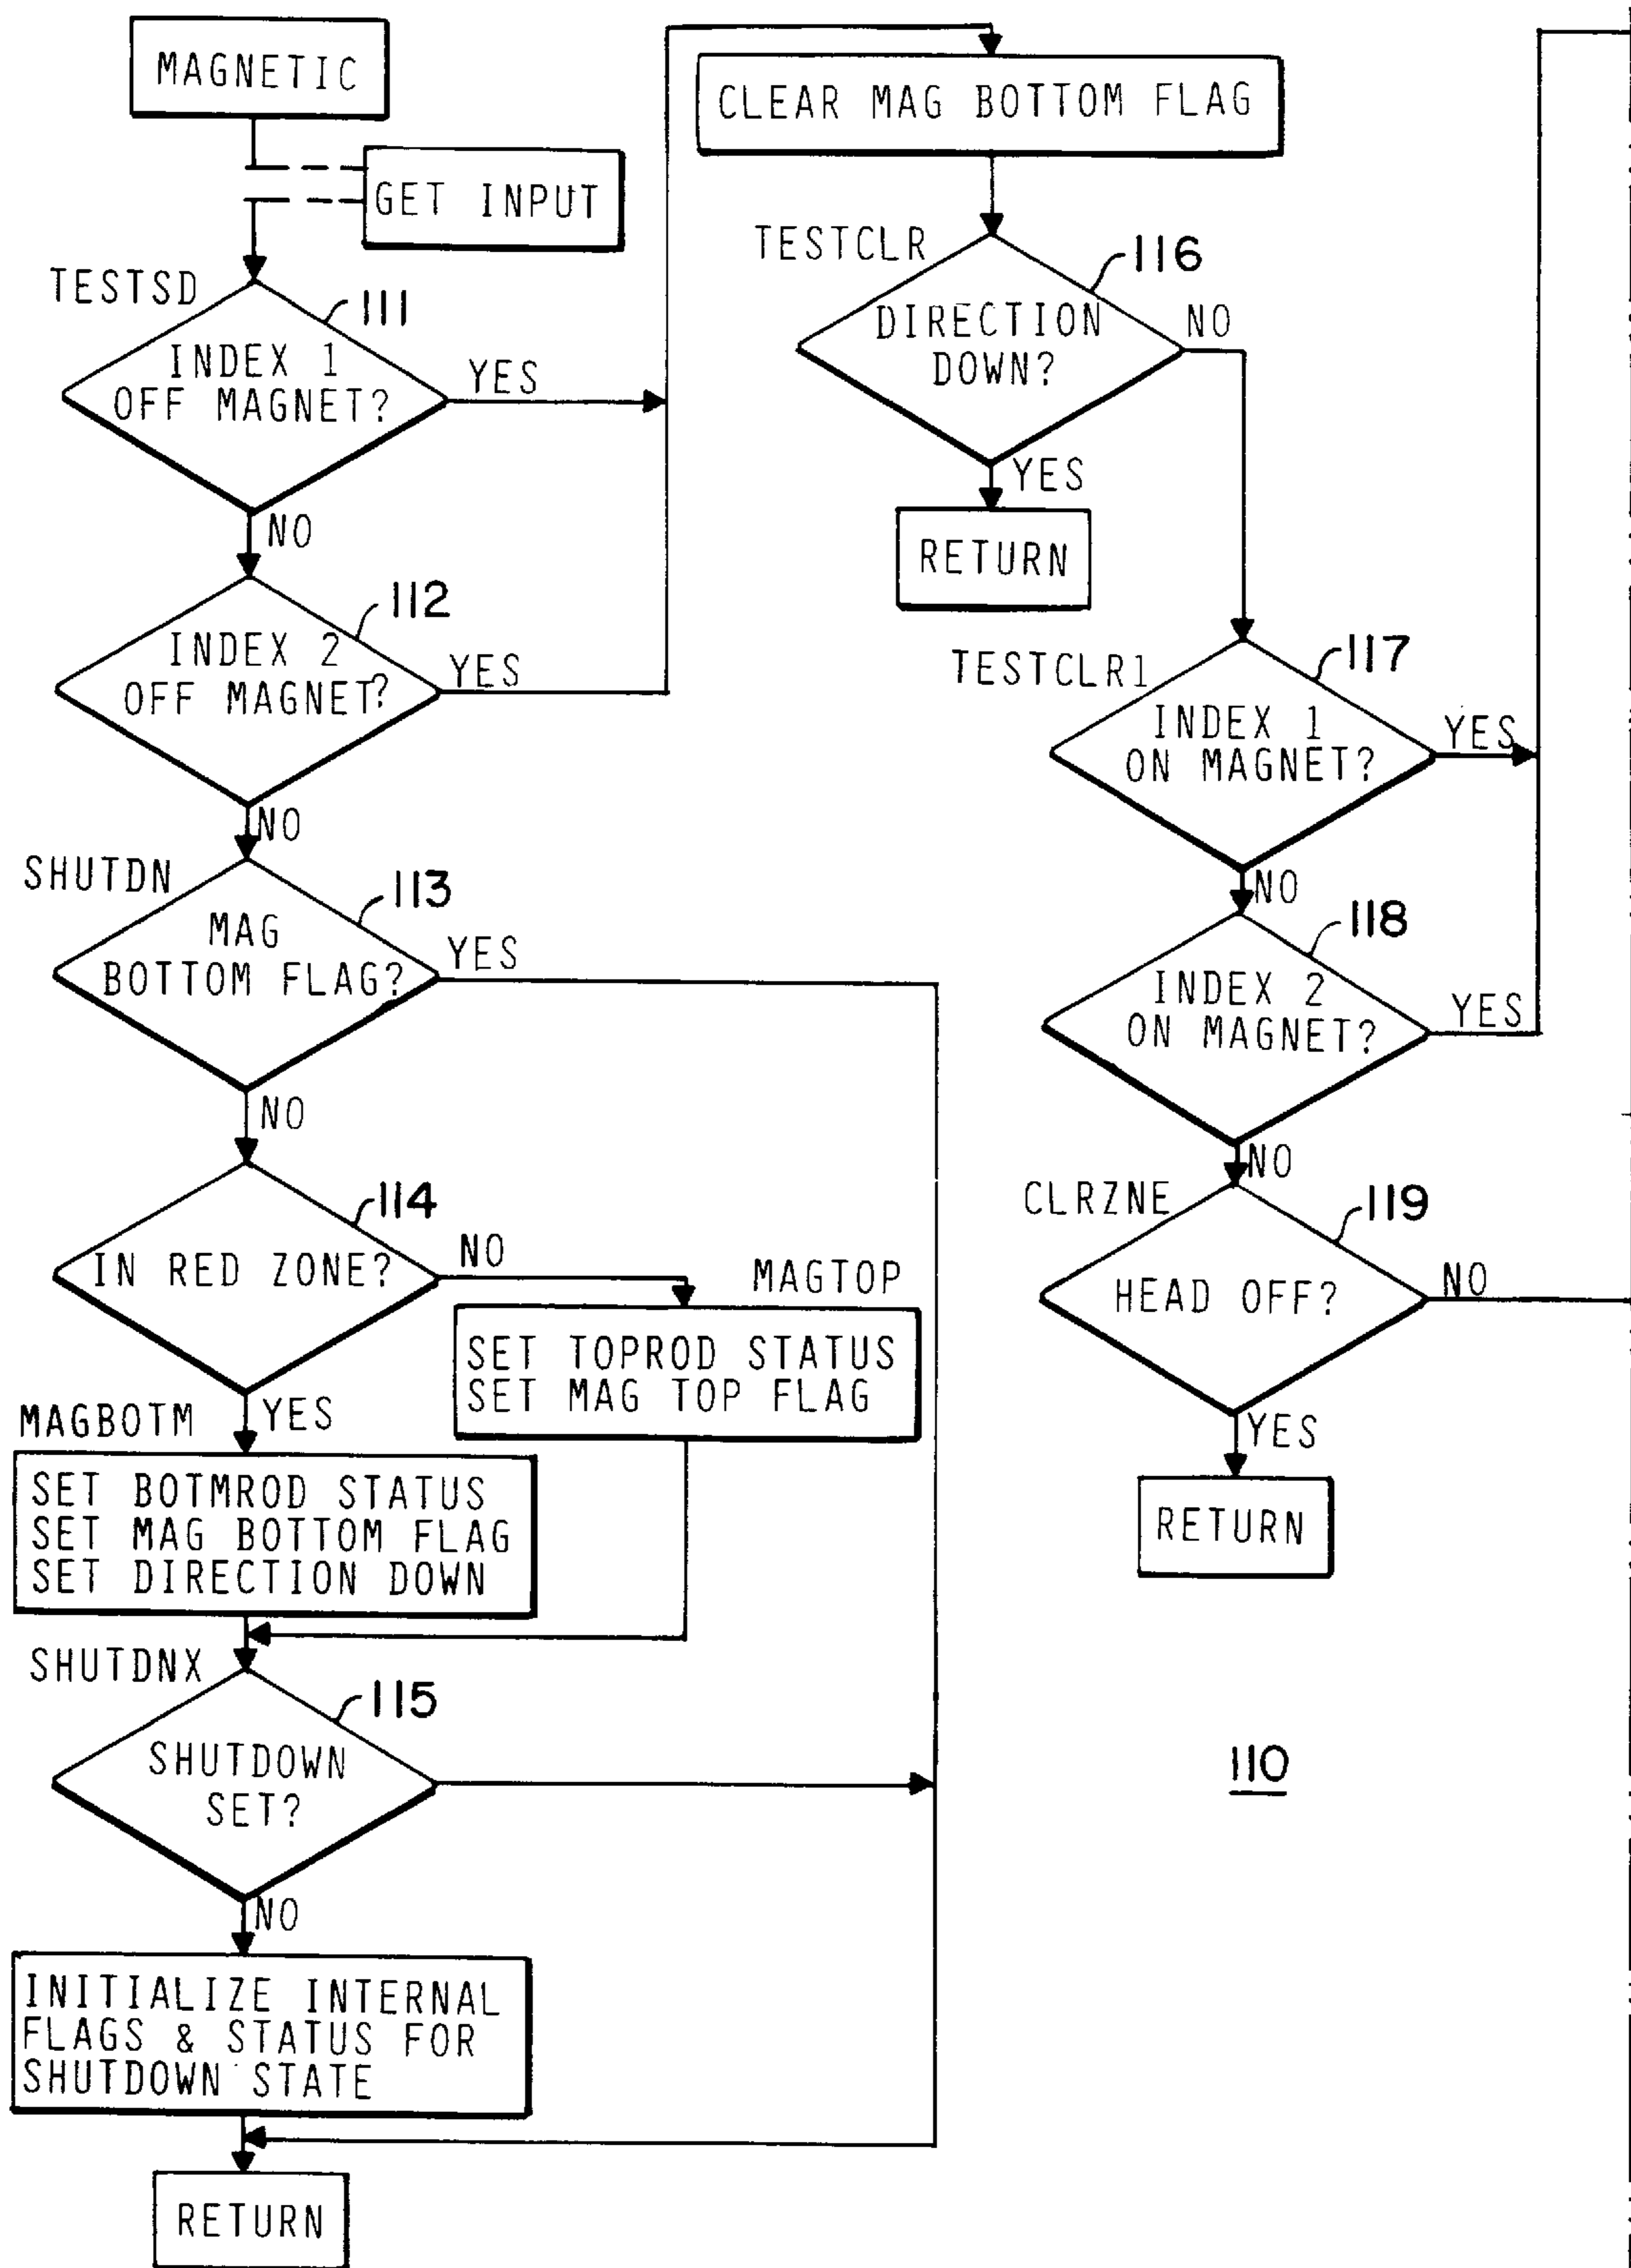 MAGNETIC
GET INPUT
TESTSD
111
INDEX 1
OFF MAGNET?
YES
NO
112
INDEX 2
OFF MAGNET?
YES
NO
SHUTDN
113
MAG
BOTTOM FLAG?
YES
NO
114
IN RED ZONE?
NO
YES
MAGTOP
SET TOPROD STATUS
SET MAG TOP FLAG
MAGBOTM
SET BOTMROD STATUS
SET MAG BOTTOM FLAG
SET DIRECTION DOWN
SHUTDNX
115
SHUTDOWN
SET?
NO
INITIALIZE INTERNAL
FLAGS & STATUS FOR
SHUTDOWN STATE
RETURN
CLEAR MAG BOTTOM FLAG
TESTCLR
116
DIRECTION
DOWN?
NO
YES
RETURN
TESTCLR1
117
INDEX 1
ON MAGNET?
YES
NO
118
INDEX 2
ON MAGNET?
YES
NO
CLRZNE
119
HEAD OFF?
NO
YES
RETURN
110